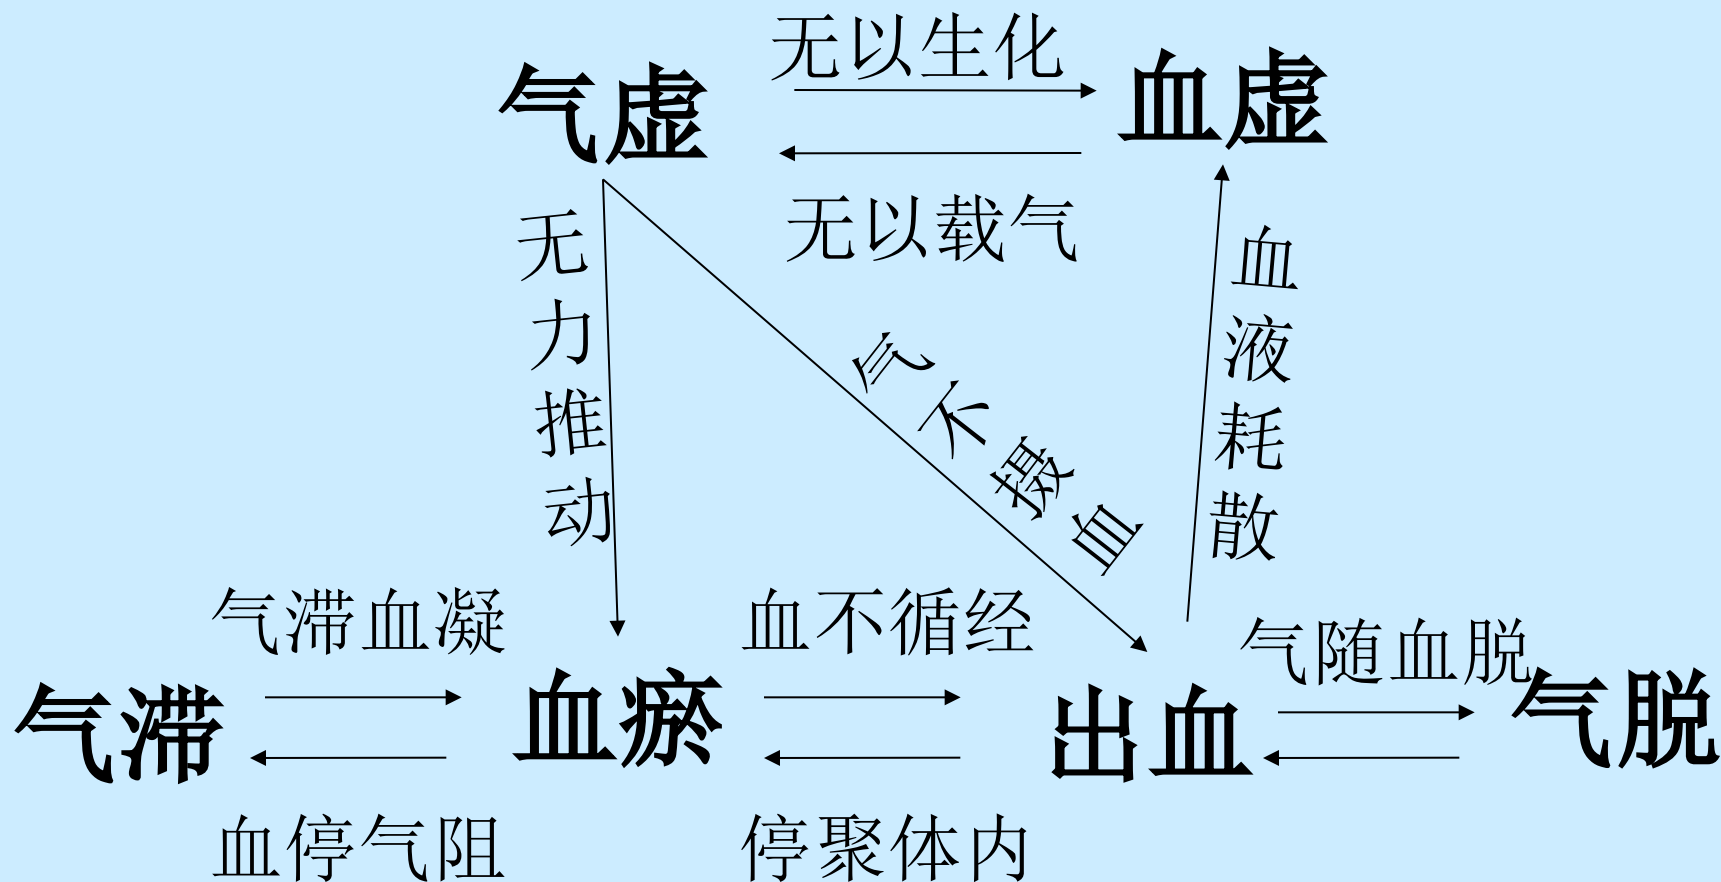 无以生化
气虚
血虚
无以载气
无力推动
气不摄血
血液耗散
气滞血凝
血不循经
气随血脱
气滞
血瘀
出血
气脱
血停气阻
停聚体内